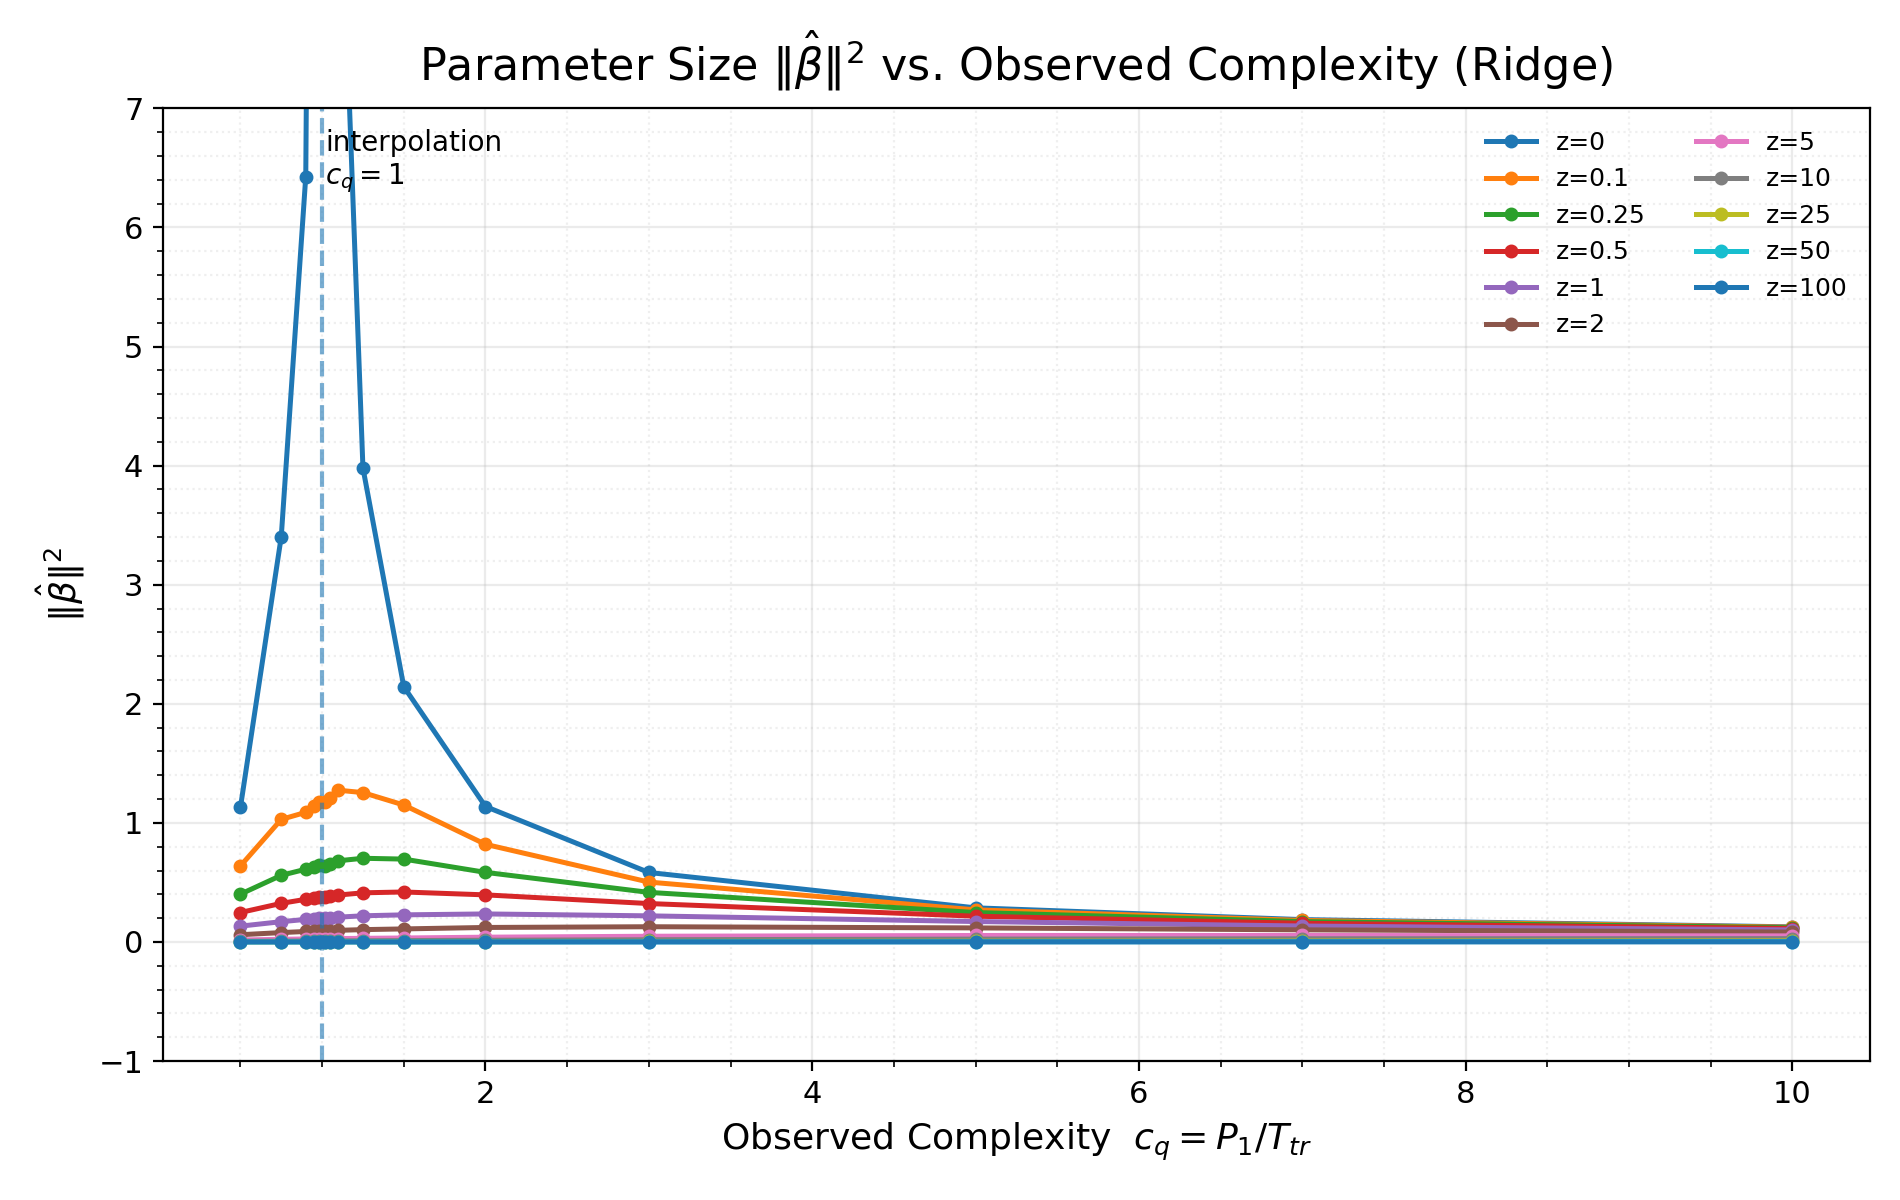 Parameter Size ‖β̂‖² vs. Observed Complexity (Ridge)
7
6
5
4
3
2
1
0
−1
‖β̂‖²
interpolation
c_q = 1
z=0
z=0.1
z=0.25
z=0.5
z=1
z=2
z=5
z=10
z=25
z=50
z=100
2
4
6
8
10
Observed Complexity c_q = P₁/T_tr